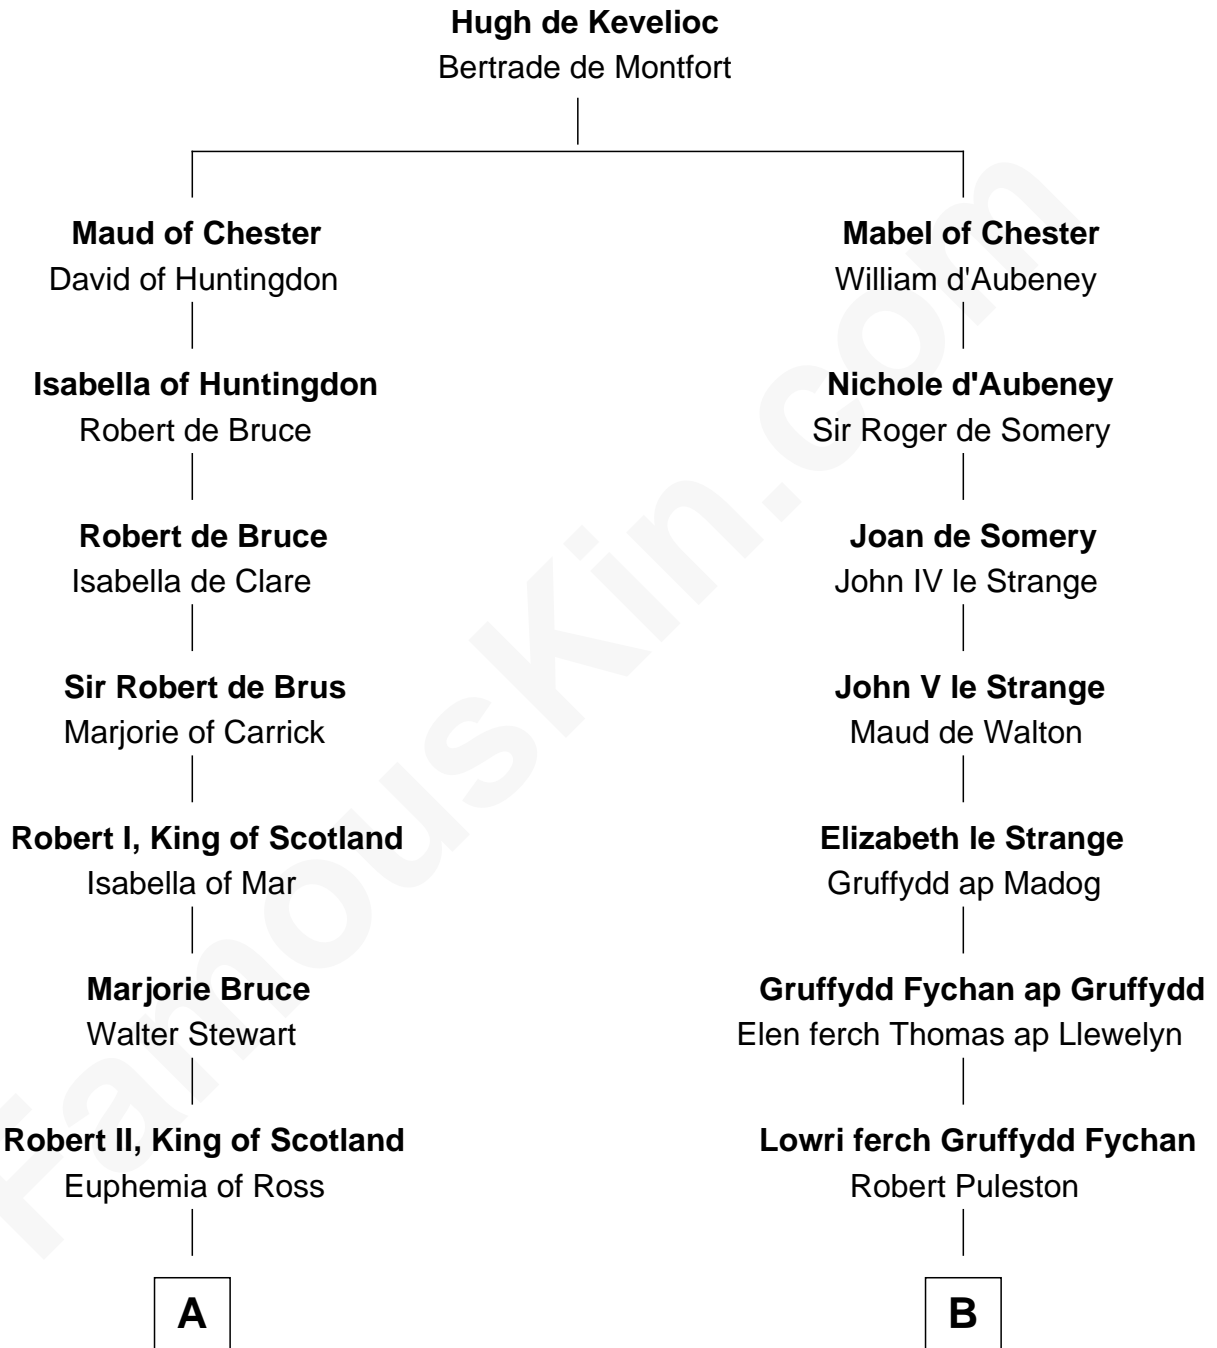 Hugh de Kevelioc
Bertrade de Montfort
Maud of Chester
David of Huntingdon
Mabel of Chester
William d'Aubeney
Isabella of Huntingdon
Robert de Bruce
Nichole d'Aubeney
Sir Roger de Somery
Robert de Bruce
Isabella de Clare
Joan de Somery
John IV le Strange
Sir Robert de Brus
Marjorie of Carrick
John V le Strange
Maud de Walton
Robert I, King of Scotland
Isabella of Mar
Elizabeth le Strange
Gruffydd ap Madog
Marjorie Bruce
Walter Stewart
Gruffydd Fychan ap Gruffydd
Elen ferch Thomas ap Llewelyn
Robert II, King of Scotland
Euphemia of Ross
Lowri ferch Gruffydd Fychan
Robert Puleston
A
B
FamousKin.com